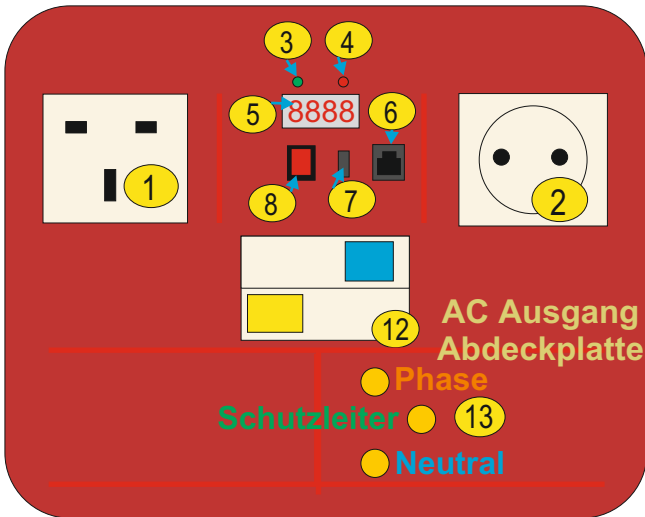 3 4
5 8888 6
1
8 7 2
12
AC Ausgang
Abdeckplatte
Phase
Schutzleiter 13
Neutral